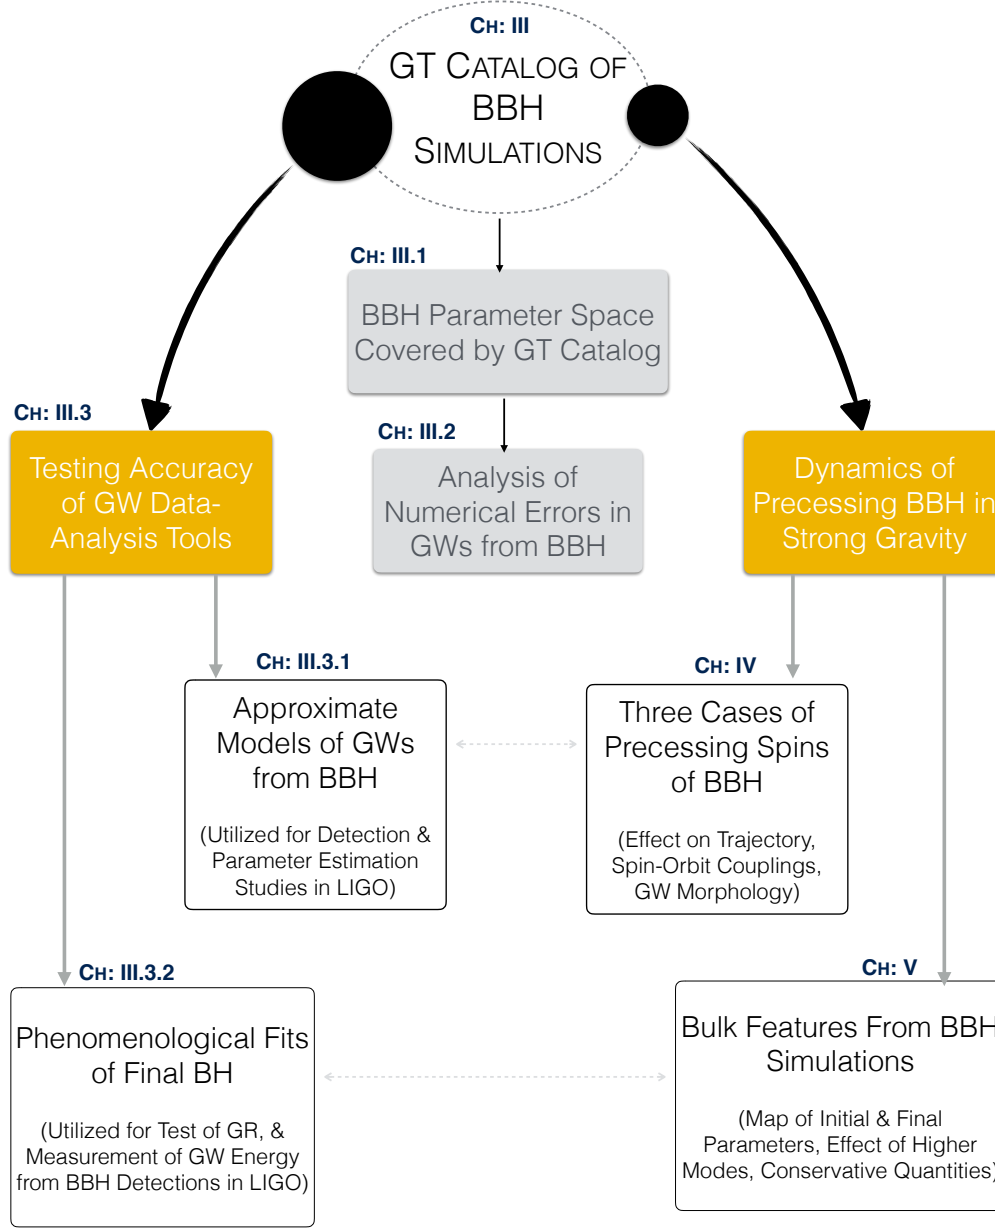 CH: III
GT CATALOG OF
BBH
SIMULATIONS
CH: III.1
BBH Parameter Space
Covered by GT Catalog
CH: III.2
Analysis of
Numerical Errors in
GWs from BBH
CH: III.3
Testing Accuracy
of GW Data-
Analysis Tools
Dynamics of
Precessing BBH in
Strong Gravity
CH: III.3.1
Approximate
Models of GWs
from BBH
(Utilized for Detection &
Parameter Estimation
Studies in LIGO)
CH: IV
Three Cases of
Precessing Spins
of BBH
(Effect on Trajectory,
Spin-Orbit Couplings,
GW Morphology)
CH: III.3.2
Phenomenological Fits
of Final BH
(Utilized for Test of GR, &
Measurement of GW Energy
from BBH Detections in LIGO)
CH: V
Bulk Features From BBH
Simulations
(Map of Initial & Final
Parameters, Effect of Higher
Modes, Conservative Quantities)